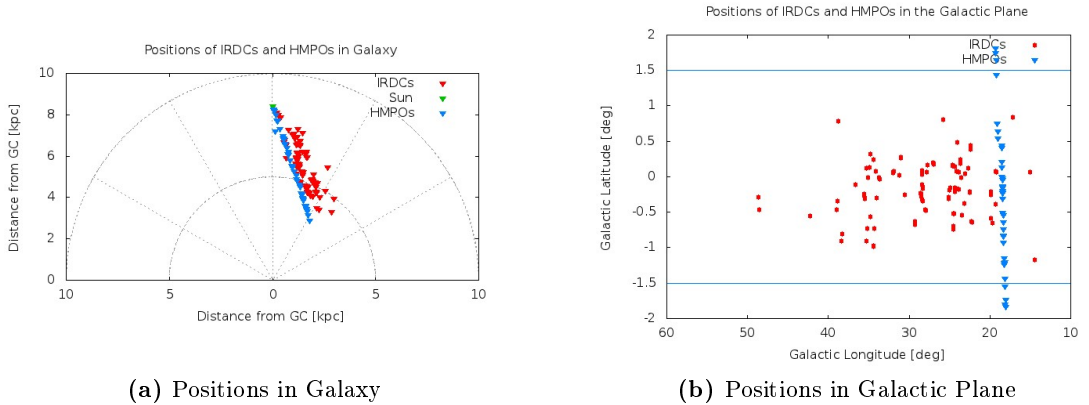 Positions of IRDCs and HMPOs in Galaxy
IRDCs
Sun
HMPOs
Distance from GC [kpc]
10
8
6
4
2
0
10 5 0 5 10
Distance from GC [kpc]
(a) Positions in Galaxy
Positions of IRDCs and HMPOs in the Galactic Plane
IRDCs
HMPOs
Galactic Latitude [deg]
2
1.5
1
0.5
0
-0.5
-1
-1.5
-2
60 50 40 30 20 10
Galactic Longitude [deg]
(b) Positions in Galactic Plane